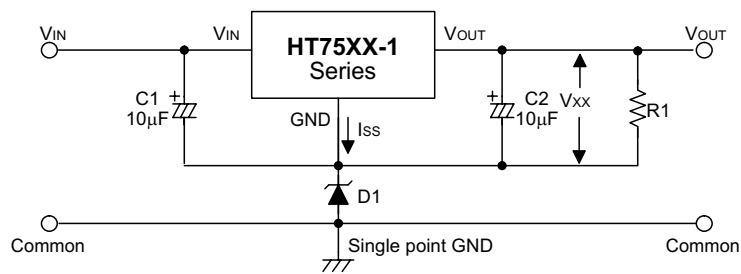 VIN
VIN
HT75XX-1
Series
VOUT
VOUT
C1
10μF
GND
ISS
C2
10μF
VXX
R1
D1
Common
Single point GND
Common